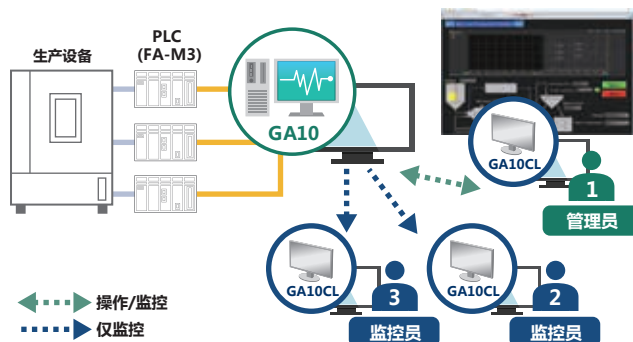 生产设备
PLC
(FA-M3)
GA10
GA10CL
1
管理员
GA10CL
3
监控员
GA10CL
2
监控员
操作/监控
仅监控